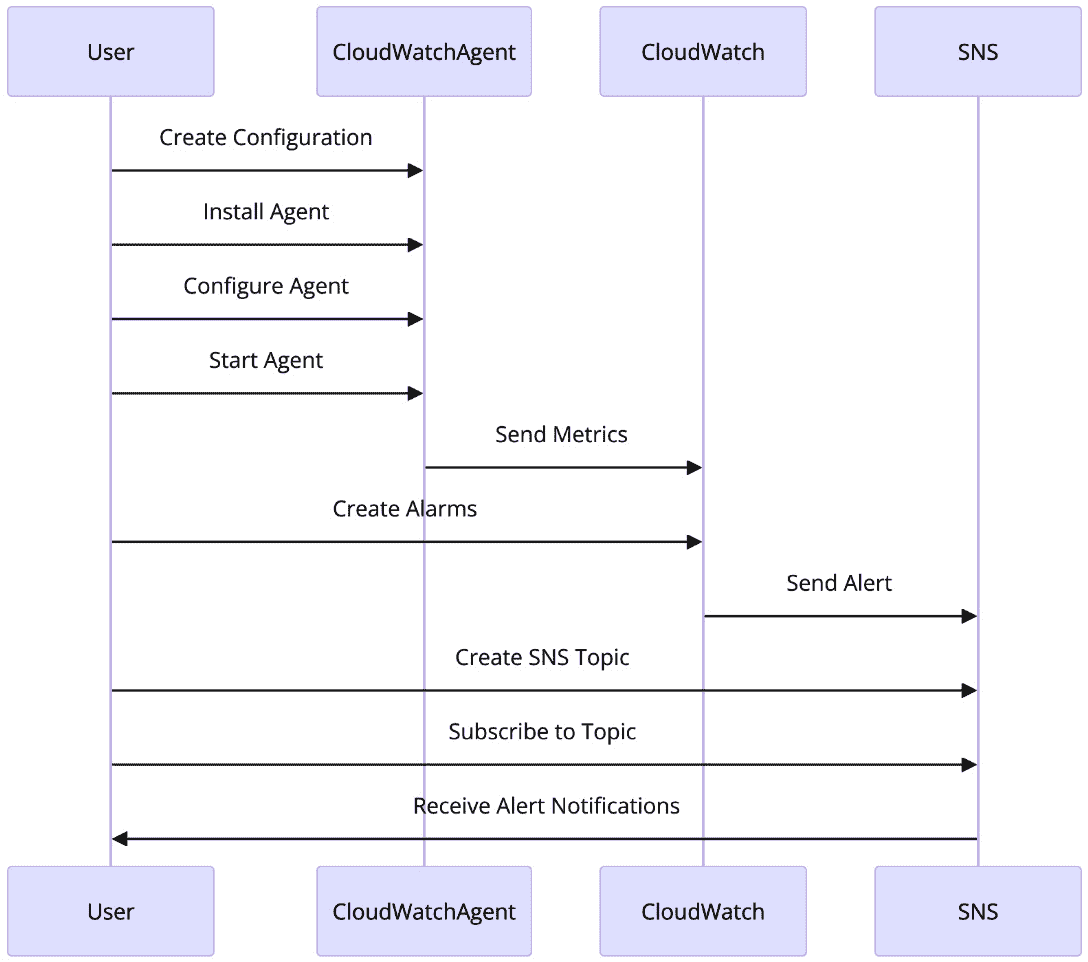 User
CloudWatchAgent
CloudWatch
SNS
Create Configuration
Install Agent
Configure Agent
Start Agent
Send Metrics
Create Alarms
Send Alert
Create SNS Topic
Subscribe to Topic
Receive Alert Notifications
User
CloudWatchAgent
CloudWatch
SNS